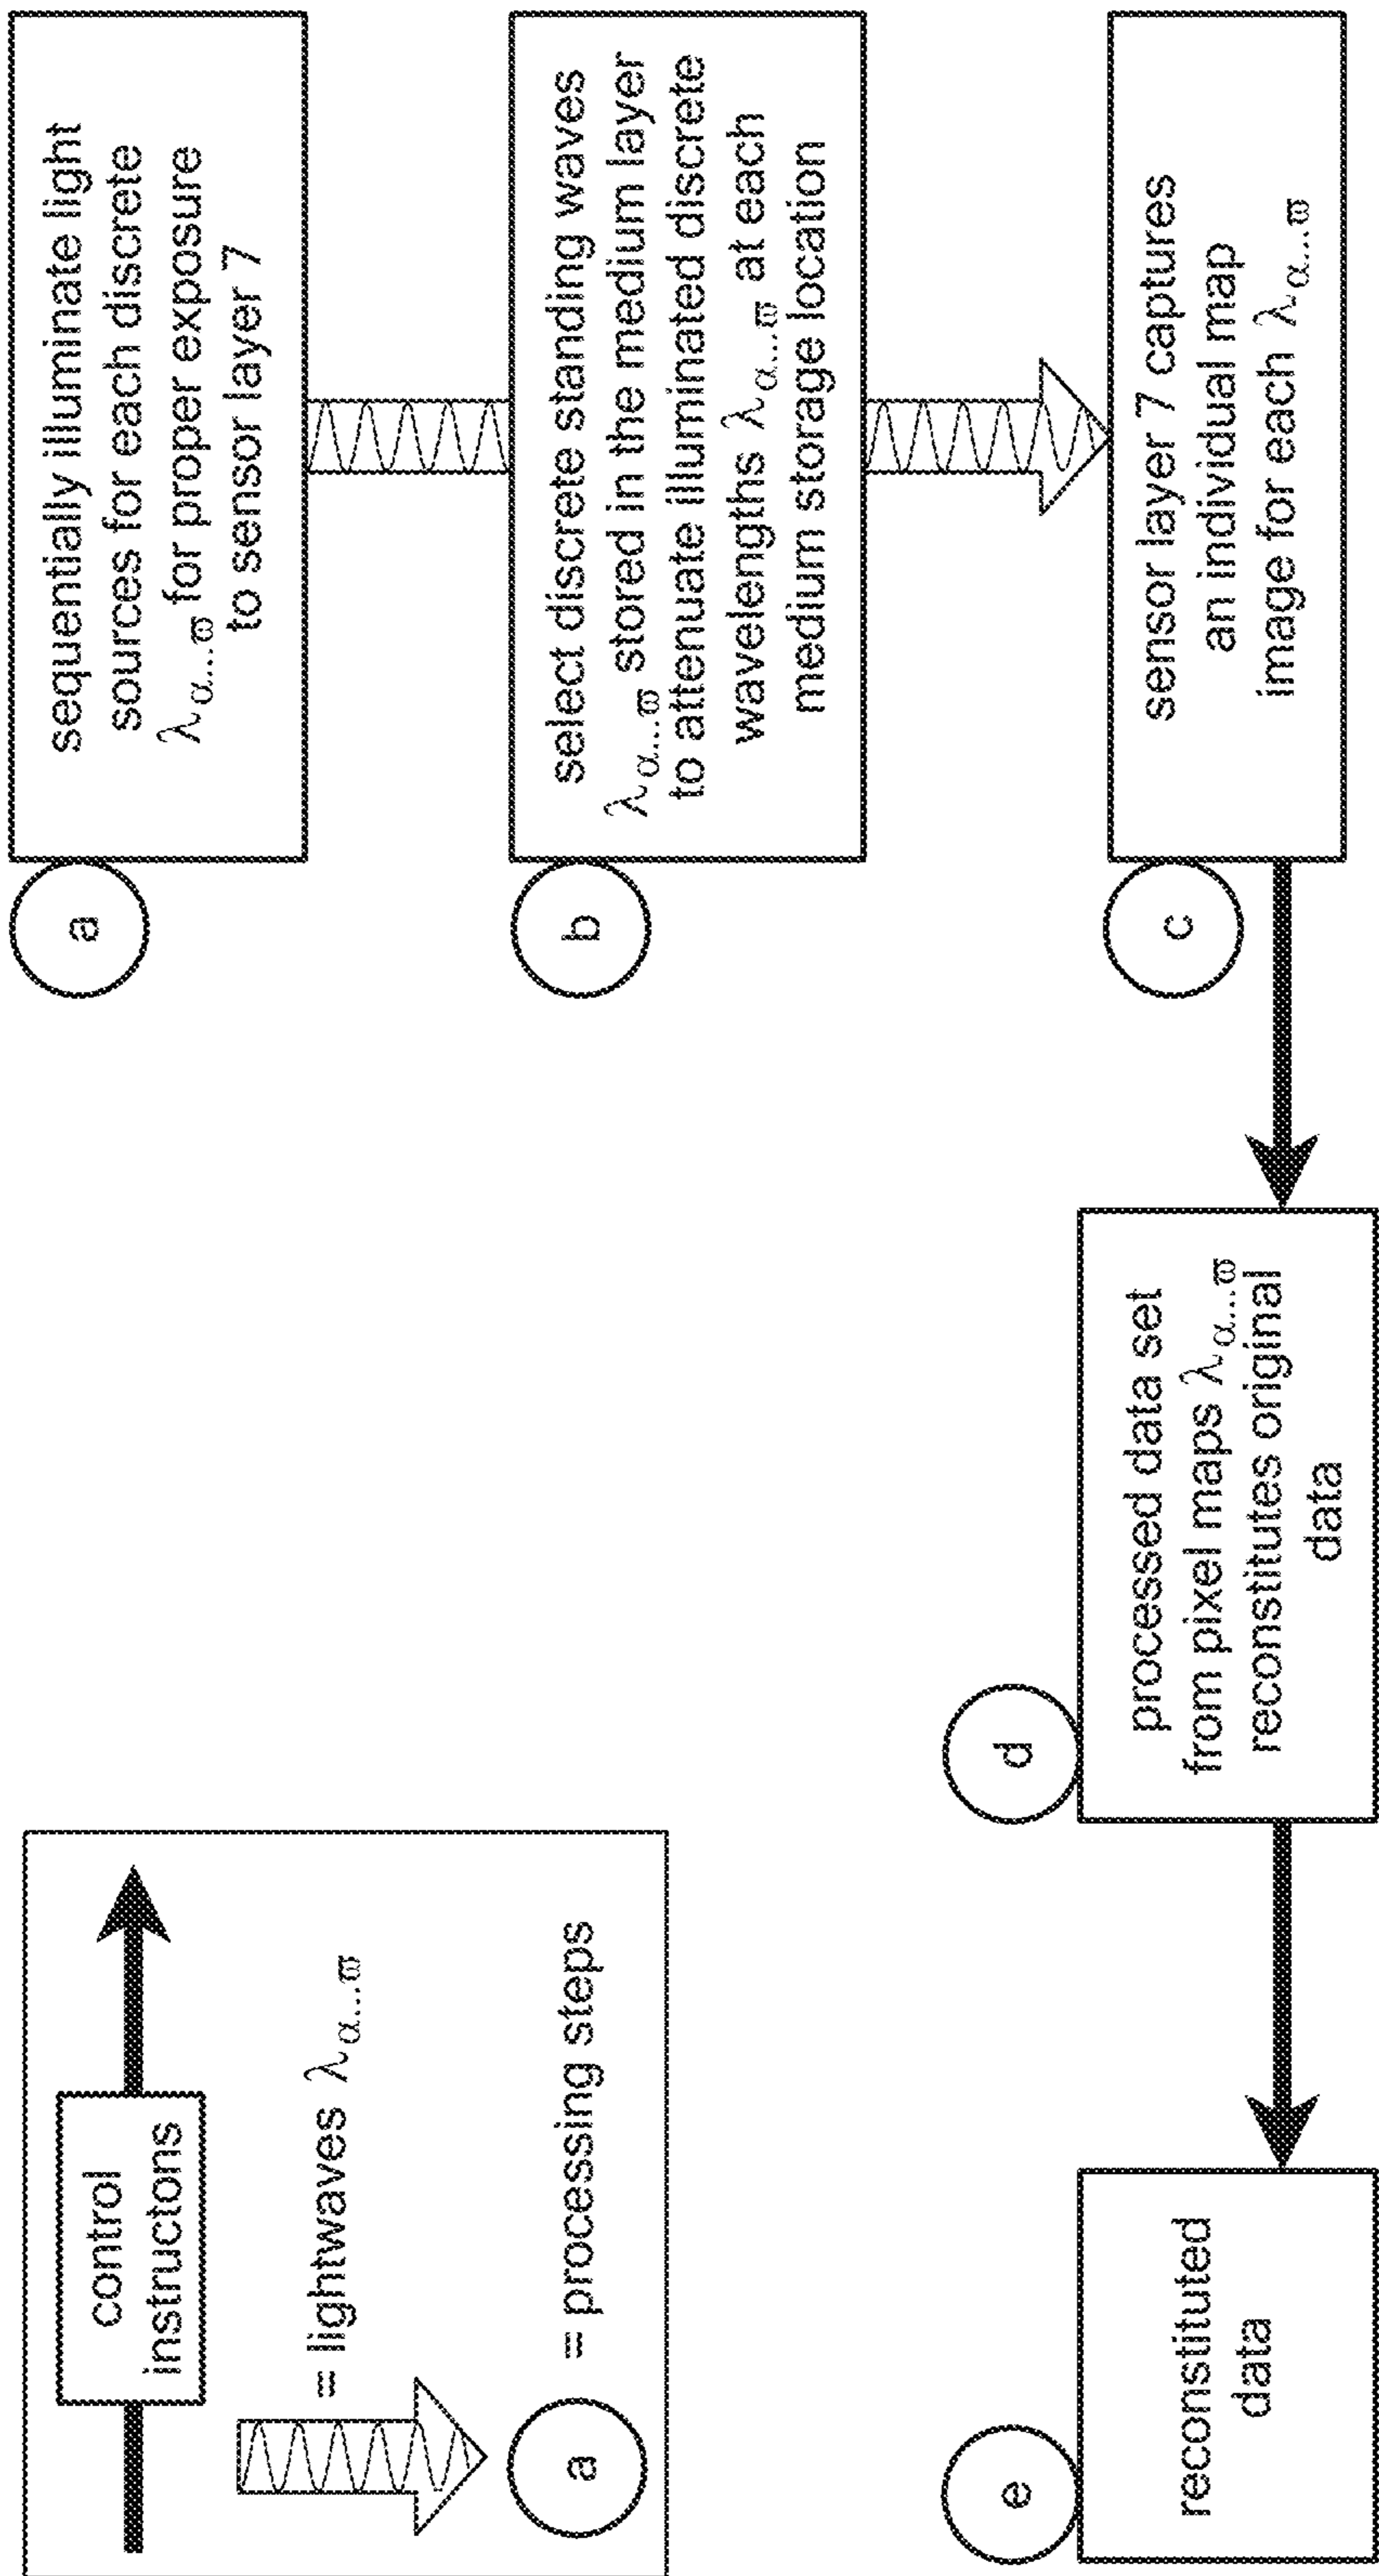 control
instructons
= lightwaves λα...ϖ
a
= processing steps
a
sequentially illuminate light
sources for each discrete
λα...ϖ for proper exposure
to sensor layer 7
b
select discrete standing waves
λα...ϖ stored in the medium layer
to attenuate illuminated discrete
wavelengths λα...ϖ at each
medium storage location
c
sensor layer 7 captures
an individual map
image for each λα...ϖ
d
processed data set
from pixel maps λα...ϖ
reconstitutes original
data
e
reconstituted
data